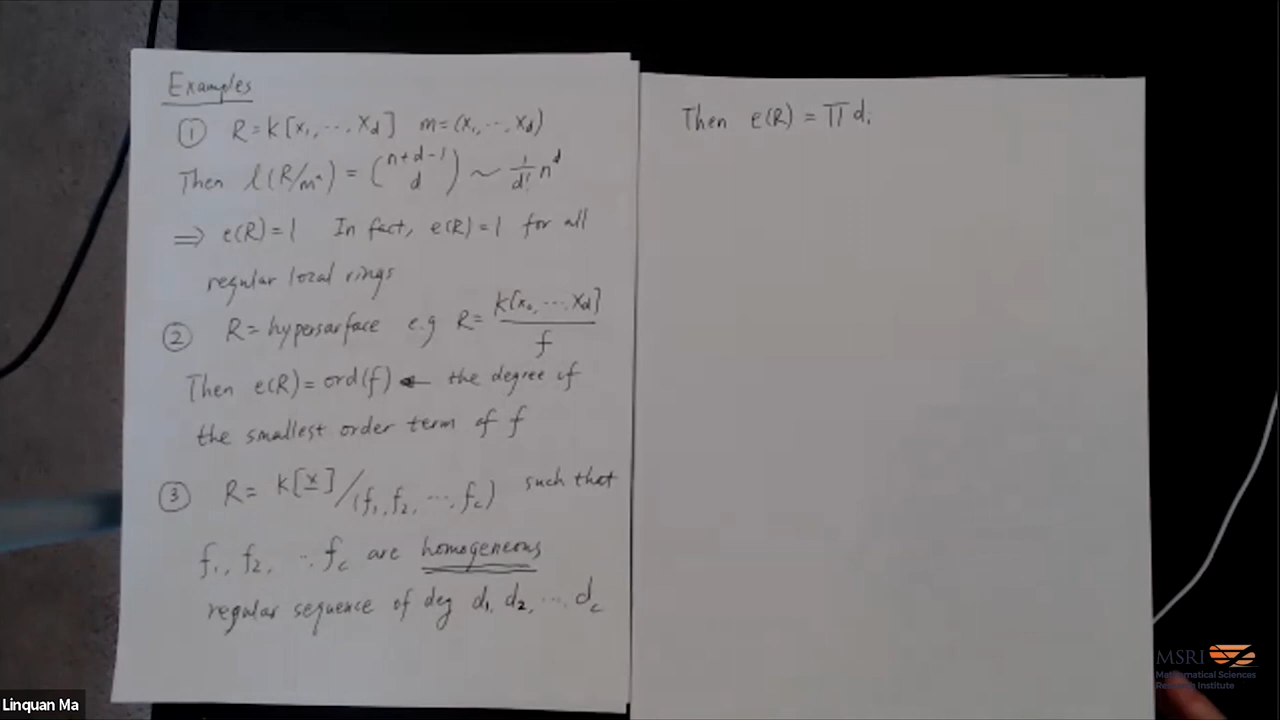 Examples
① R = k[x₁, ⋯, x_d] m = (x₁, ⋯, x_d)
Then l(R/mⁿ) = (n+d-1 d) ~ 1/d! n^d
⟹ e(R) = 1 In fact, e(R) = 1 for all
regular local rings
② R = hypersurface e.g R = k[x₀, ⋯ x_d] / f
Then e(R) = ord(f) ← the degree of
the smallest order term of f
③ R = k[x]/(f₁, f₂, ⋯, f_c) such that
f₁, f₂, ⋯ f_c are homogeneous
regular sequence of deg d₁, d₂, ⋯, d_c
Then e(R) = ∏ dᵢ
MSRI
Mathematical Sciences
Research Institute
Linquan Ma